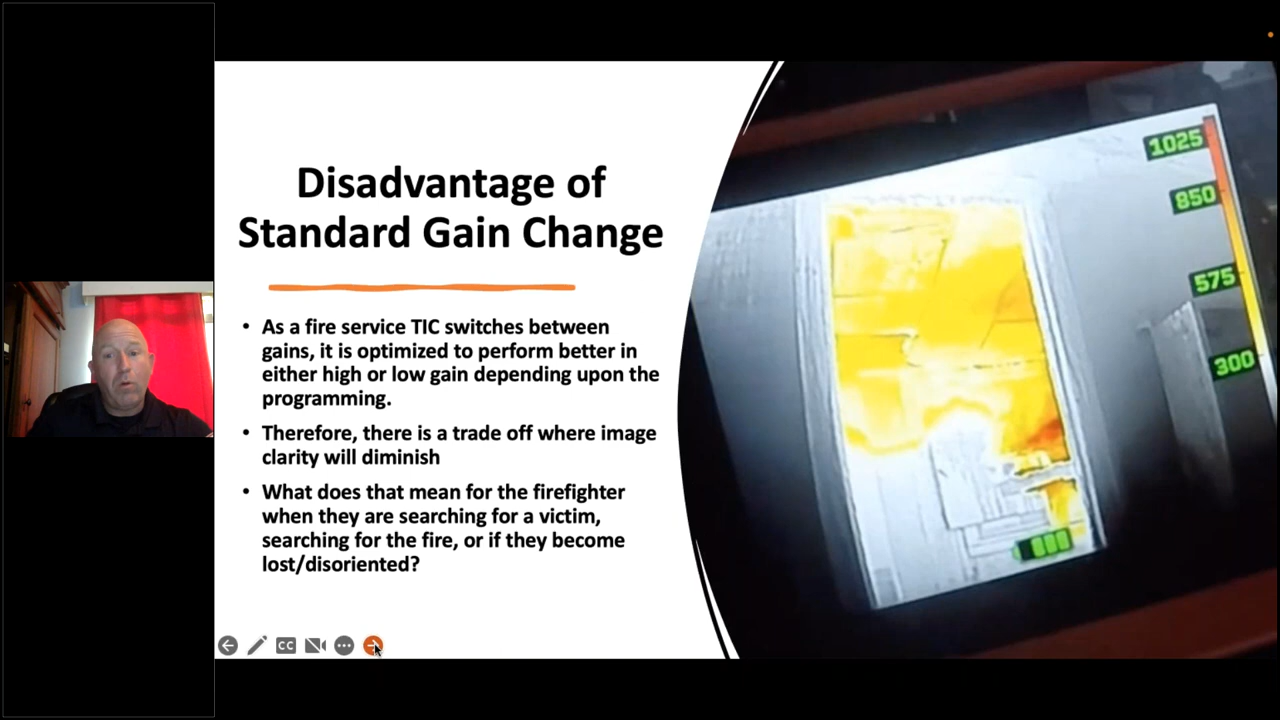 Disadvantage of
Standard Gain Change
• As a fire service TIC switches between
gains, it is optimized to perform better in
either high or low gain depending upon the
programming.
• Therefore, there is a trade off where image
clarity will diminish
• What does that mean for the firefighter
when they are searching for a victim,
searching for the fire, or if they become
lost/disoriented?
1025
850
575
300
CC